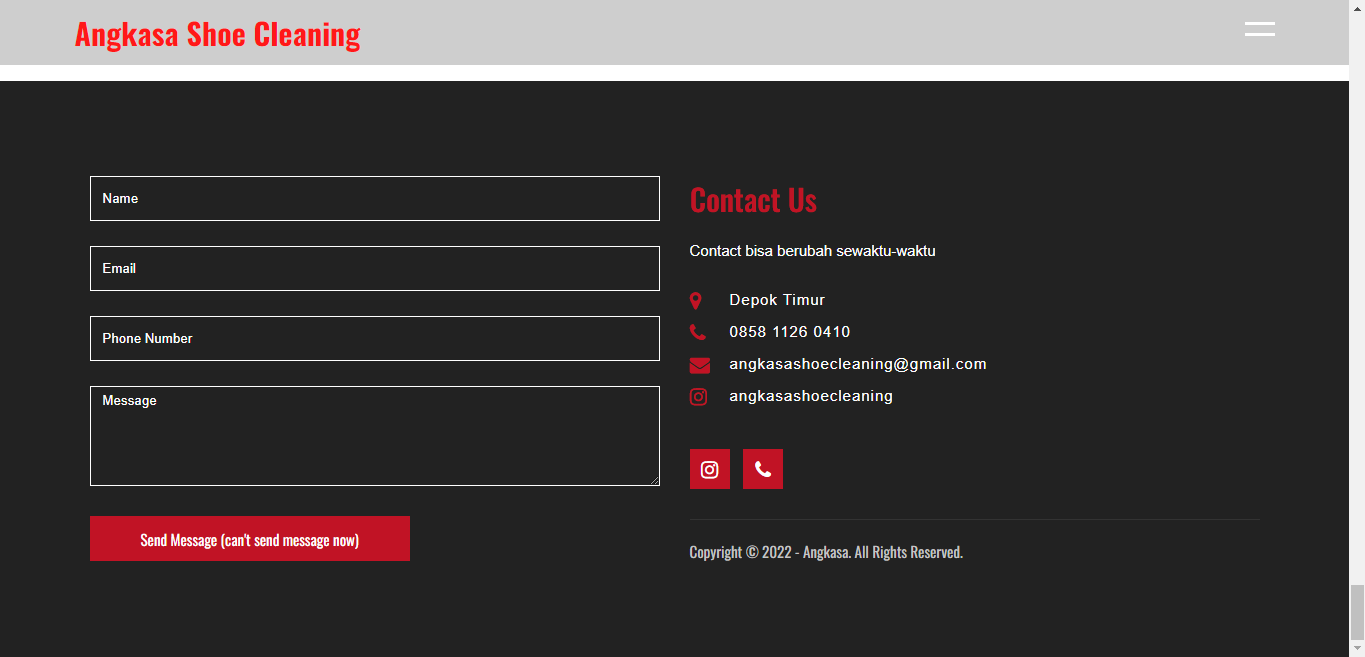 Angkasa Shoe Cleaning
Name
Email
Phone Number
Message
Send Message (can't send message now)
Contact Us
Contact bisa berubah sewaktu-waktu
Depok Timur
0858 1126 0410
angkasashoecleaning@gmail.com
angkasashoecleaning
Copyright © 2022 - Angkasa. All Rights Reserved.